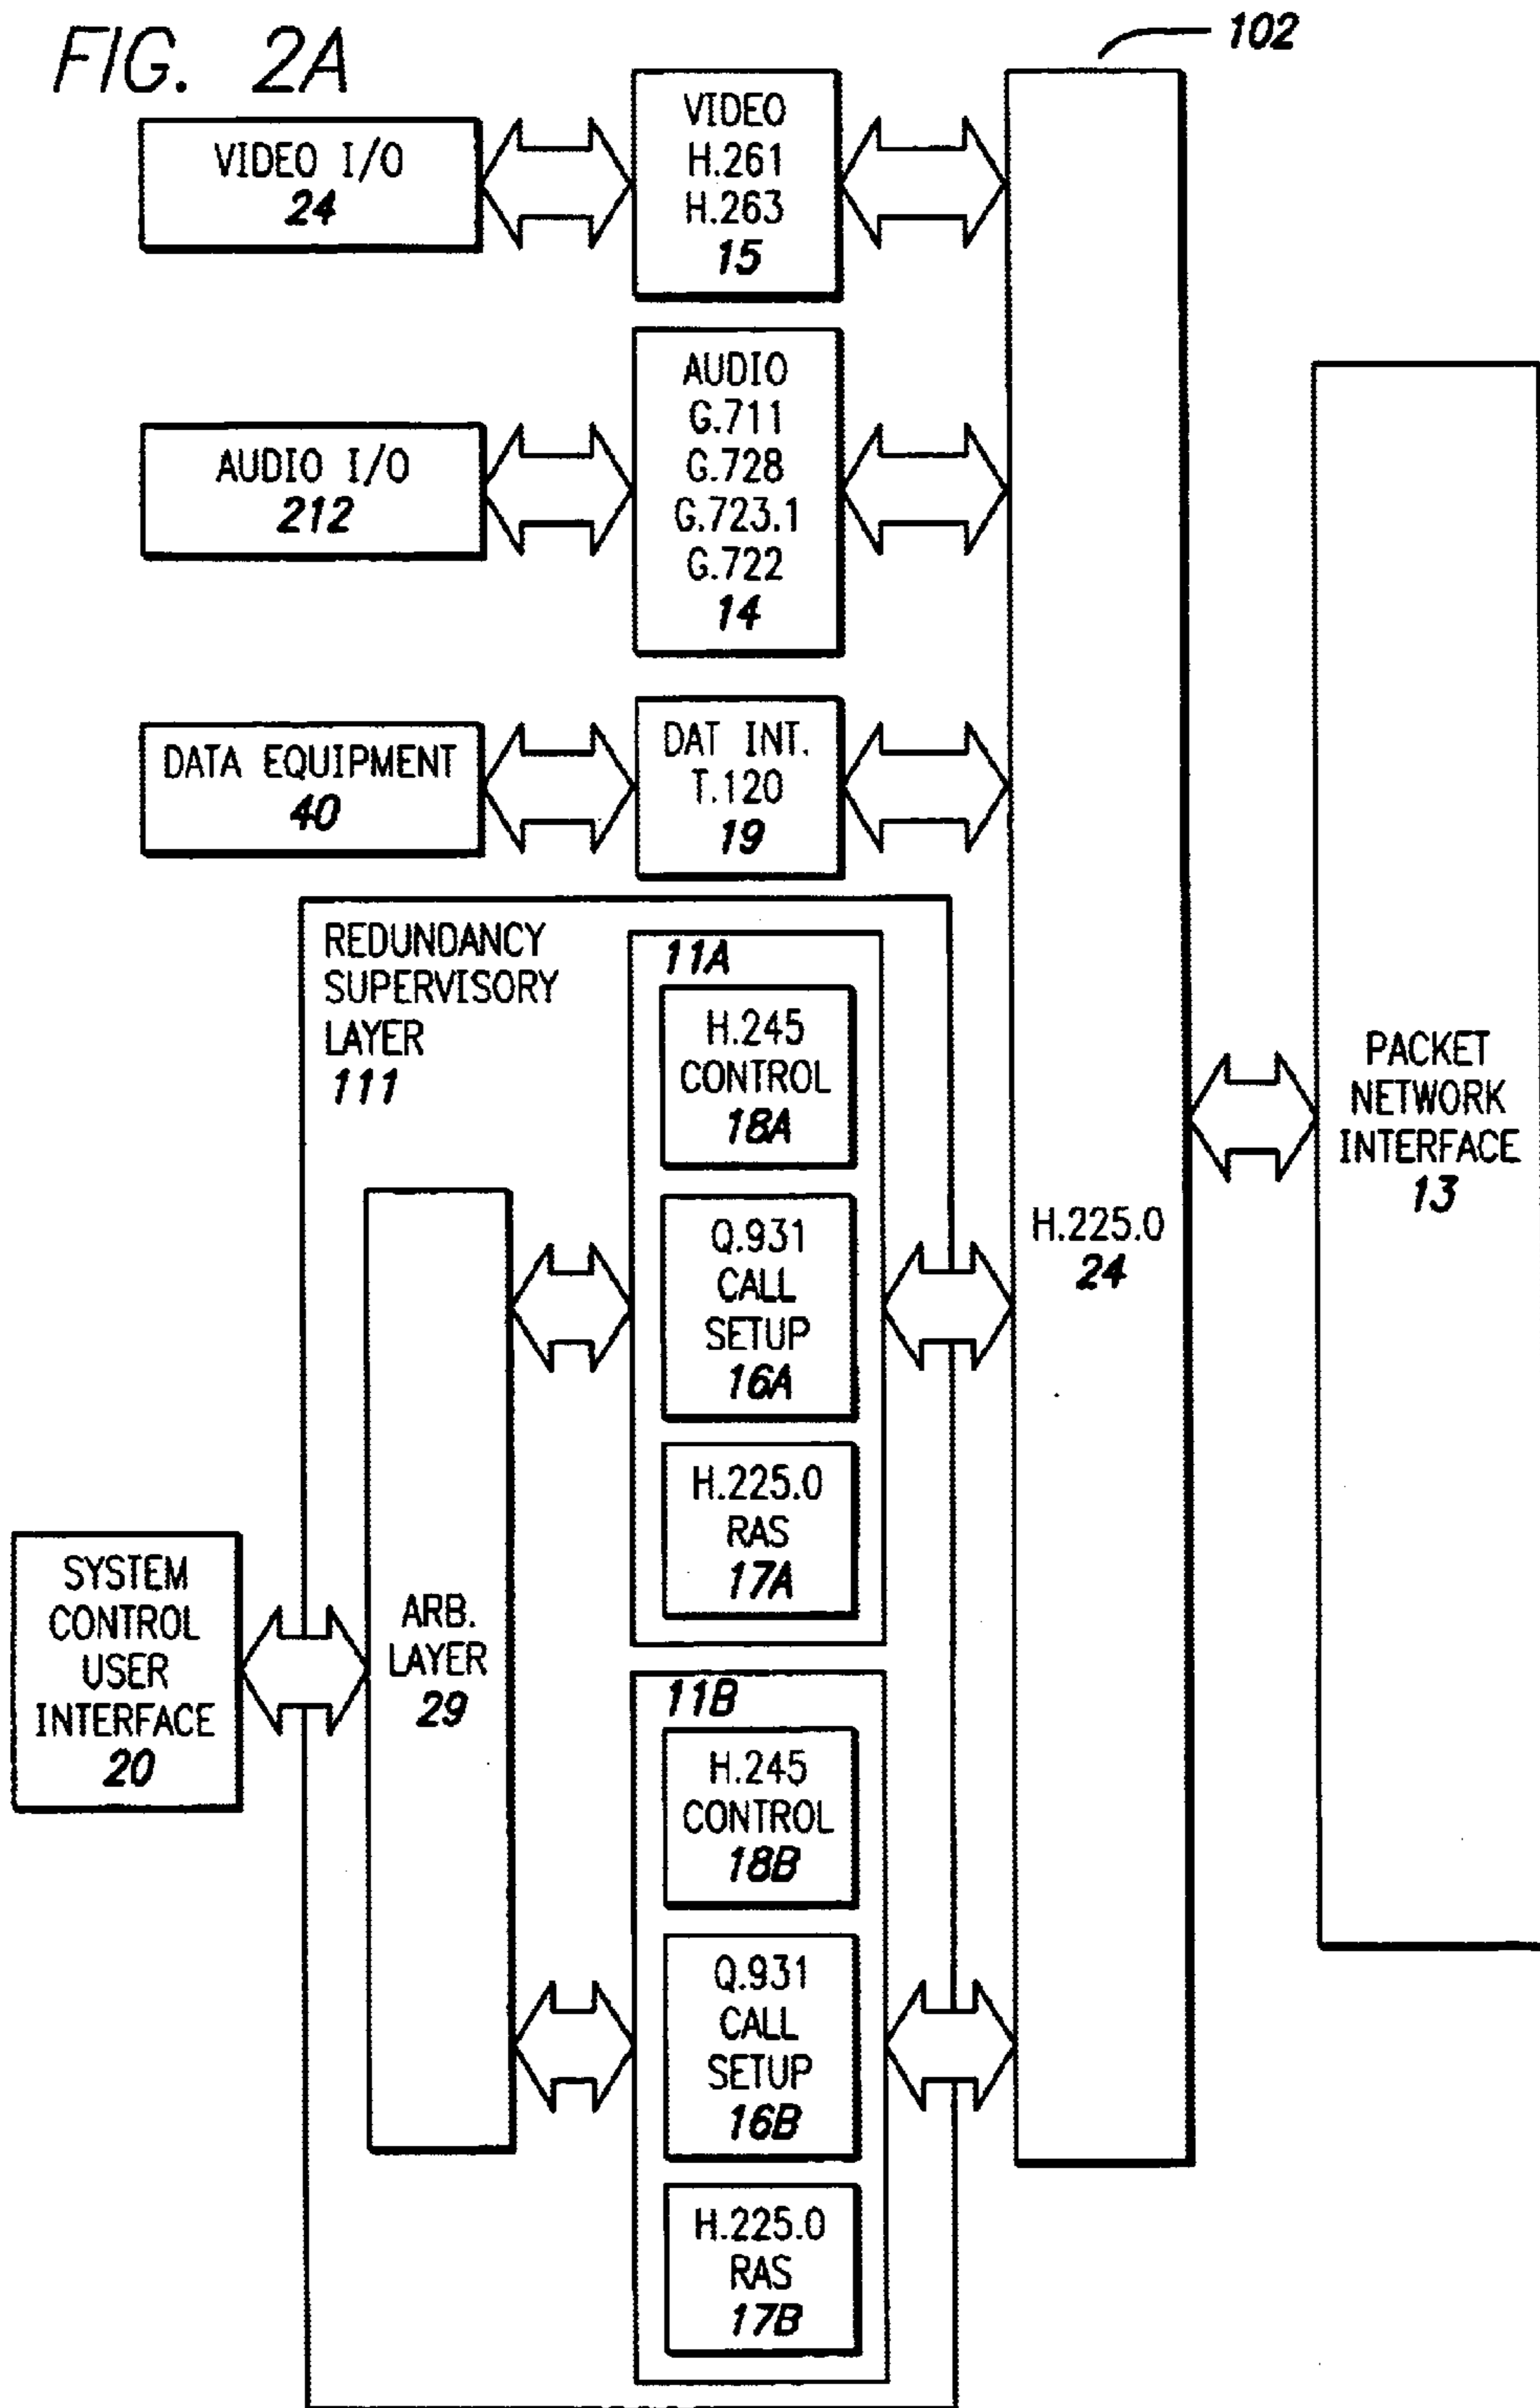 FIG. 2A
102
VIDEO I/O
24
VIDEO
H.261
H.263
15
AUDIO I/O
212
AUDIO
G.711
G.728
G.723.1
G.722
14
DATA EQUIPMENT
40
DAT INT.
T.120
19
REDUNDANCY
SUPERVISORY
LAYER
111
11A
H.245
CONTROL
18A
Q.931
CALL
SETUP
16A
H.225.0
RAS
17A
H.225.0
24
PACKET
NETWORK
INTERFACE
13
SYSTEM
CONTROL
USER
INTERFACE
20
ARB.
LAYER
29
11B
H.245
CONTROL
18B
Q.931
CALL
SETUP
16B
H.225.0
RAS
17B